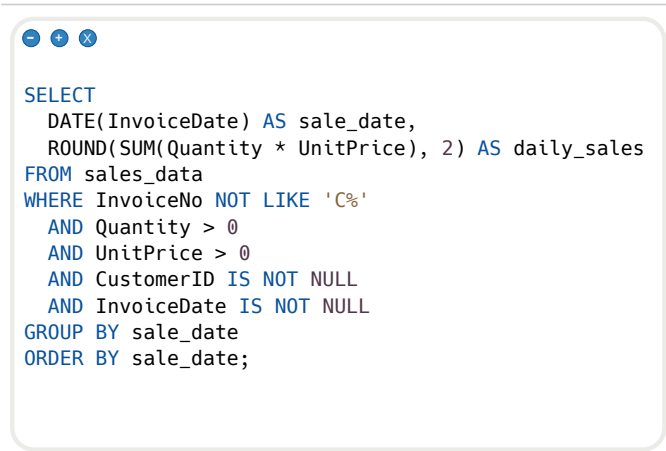 SELECT
  DATE(InvoiceDate) AS sale_date,
  ROUND(SUM(Quantity * UnitPrice), 2) AS daily_sales
FROM sales_data
WHERE InvoiceNo NOT LIKE 'C%'
  AND Quantity > 0
  AND UnitPrice > 0
  AND CustomerID IS NOT NULL
  AND InvoiceDate IS NOT NULL
GROUP BY sale_date
ORDER BY sale_date;